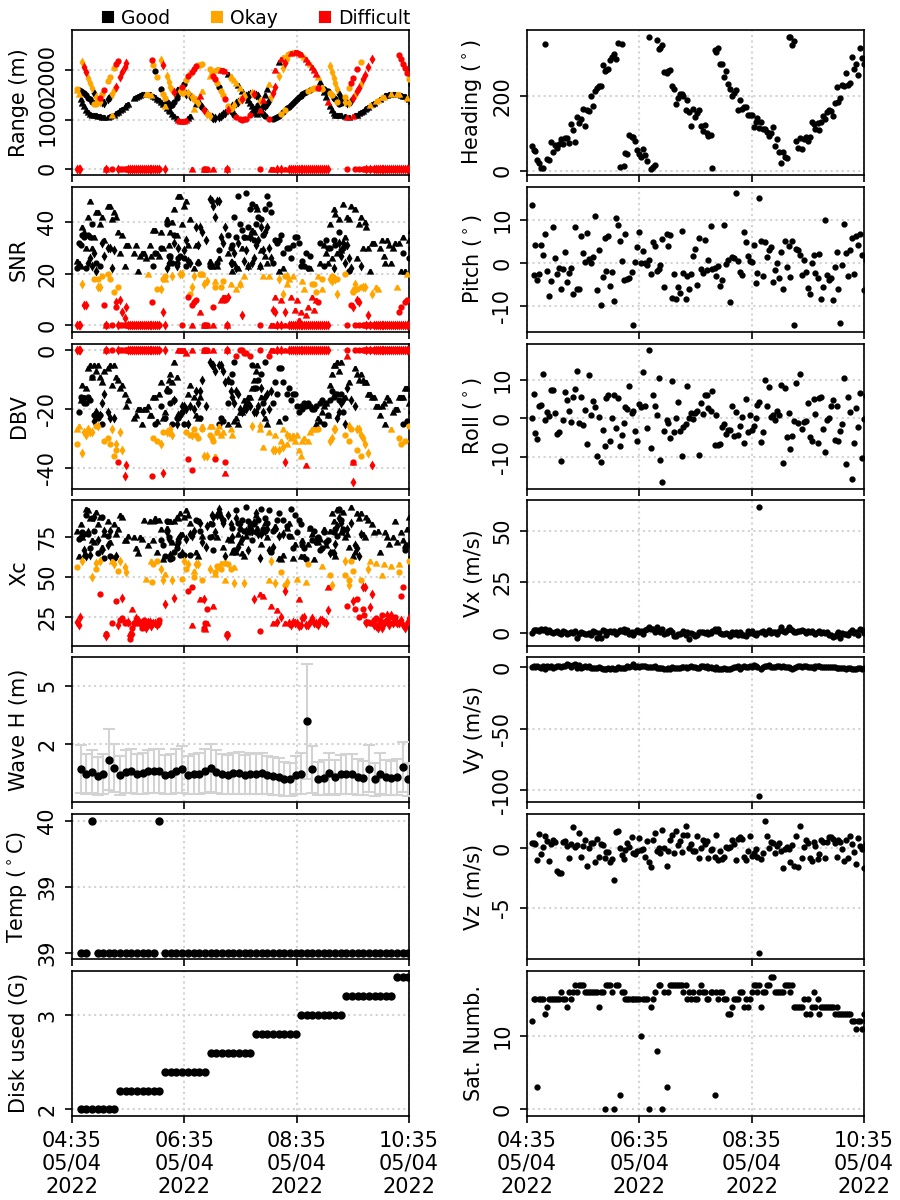 Good Okay Difficult
Range (m)
0 1000 2000
Heading (°)
0 200
SNR
0 20 40
Pitch (°)
-10 0 10
DBV
-40 -20 0
Roll (°)
-10 0 10
Xc
25 50 75
Vx (m/s)
0 25 50
Wave H (m)
2 5
Vy (m/s)
-100 -50 0
Temp (°C)
39 39 40
Vz (m/s)
-5 0
Disk used (G)
2 3
Sat. Numb.
0 10
04:35 06:35 08:35 10:35
05/04 05/04 05/04 05/04
2022 2022 2022 2022
04:35 06:35 08:35 10:35
05/04 05/04 05/04 05/04
2022 2022 2022 2022